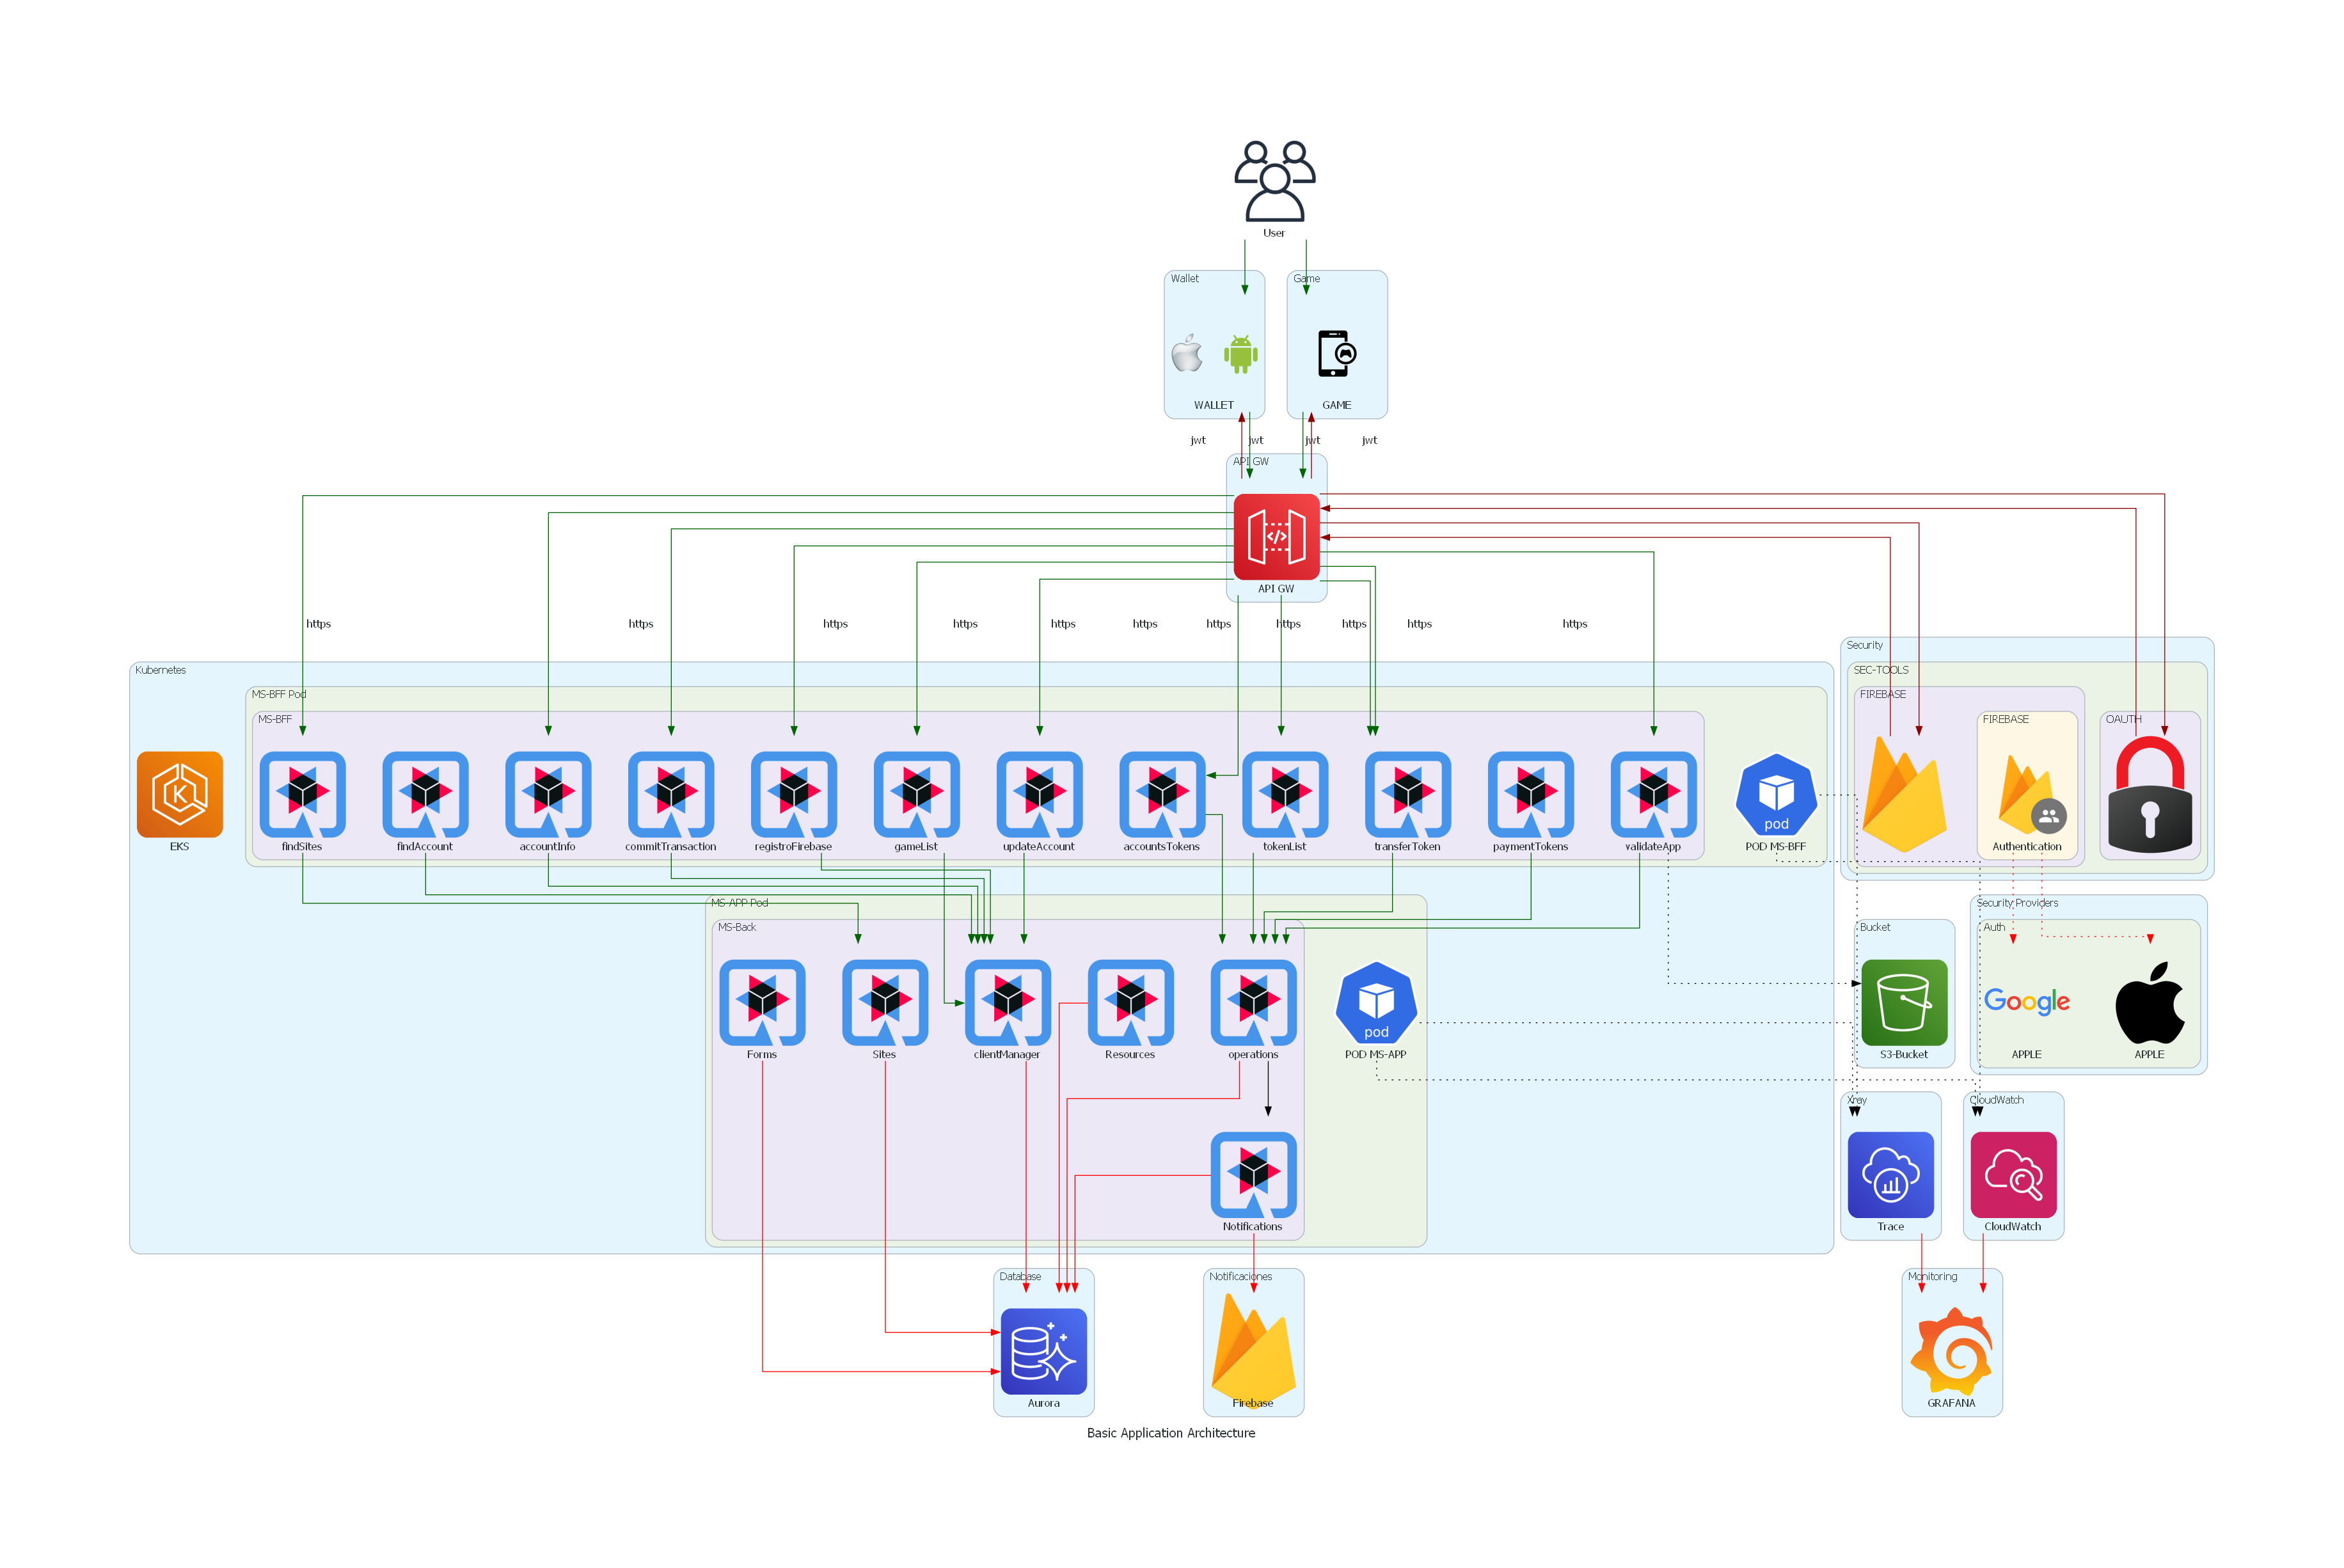 User
Wallet
Game
WALLET
GAME
jwt
jwt
jwt
jwt
API GW
API GW
https
https
https
https
https
https
https
https
https
https
https
Security
Kubernetes
SEC-TOOLS
MS-BFF Pod
FIREBASE
MS-BFF
FIREBASE
OAUTH
EKS
findSites
findAccount
accountInfo
commitTransaction
registroFirebase
gameList
updateAccount
accountsTokens
tokenList
transferToken
paymentTokens
validateApp
pod
POD MS-BFF
Authentication
MS-APP Pod
Security Providers
MS-Back
Bucket
Auth
Forms
Sites
clientManager
Resources
operations
pod
POD MS-APP
S3-Bucket
Google
APPLE
APPLE
Xray
CloudWatch
Notifications
Trace
CloudWatch
Database
Notificaciones
Monitoring
Aurora
Firebase
GRAFANA
Basic Application Architecture